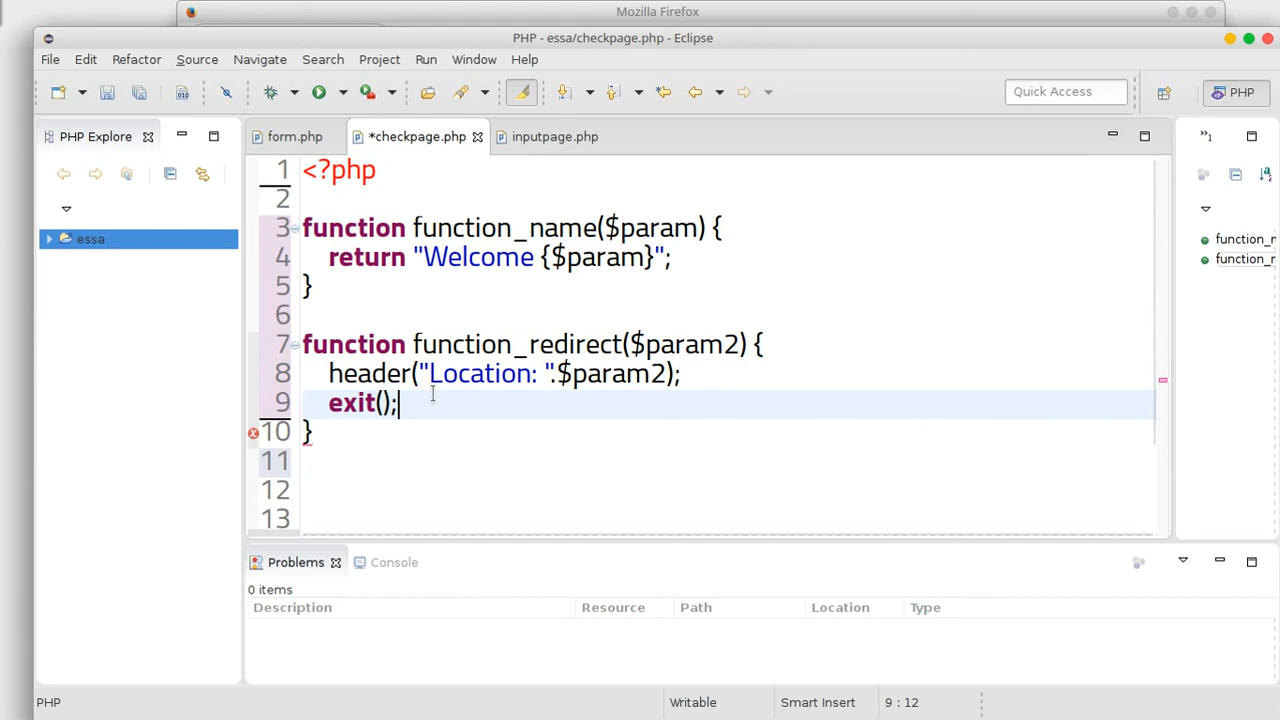 Mozilla Firefox
PHP - essa/checkpage.php - Eclipse
File Edit Refactor Source Navigate Search Project Run Window Help
Quick Access
PHP
PHP Explore
form.php
*checkpage.php
inputpage.php
»1
essa
1 <?php
2
3 function function_name($param) {
4 return "Welcome {$param}";
5 }
6
7 function function_redirect($param2) {
8 header("Location: ".$param2);
9 exit();
10 }
11
12
13
function_n
function_r
Problems
Console
0 items
Description Resource Path Location Type
PHP
Writable
Smart Insert
9 : 12